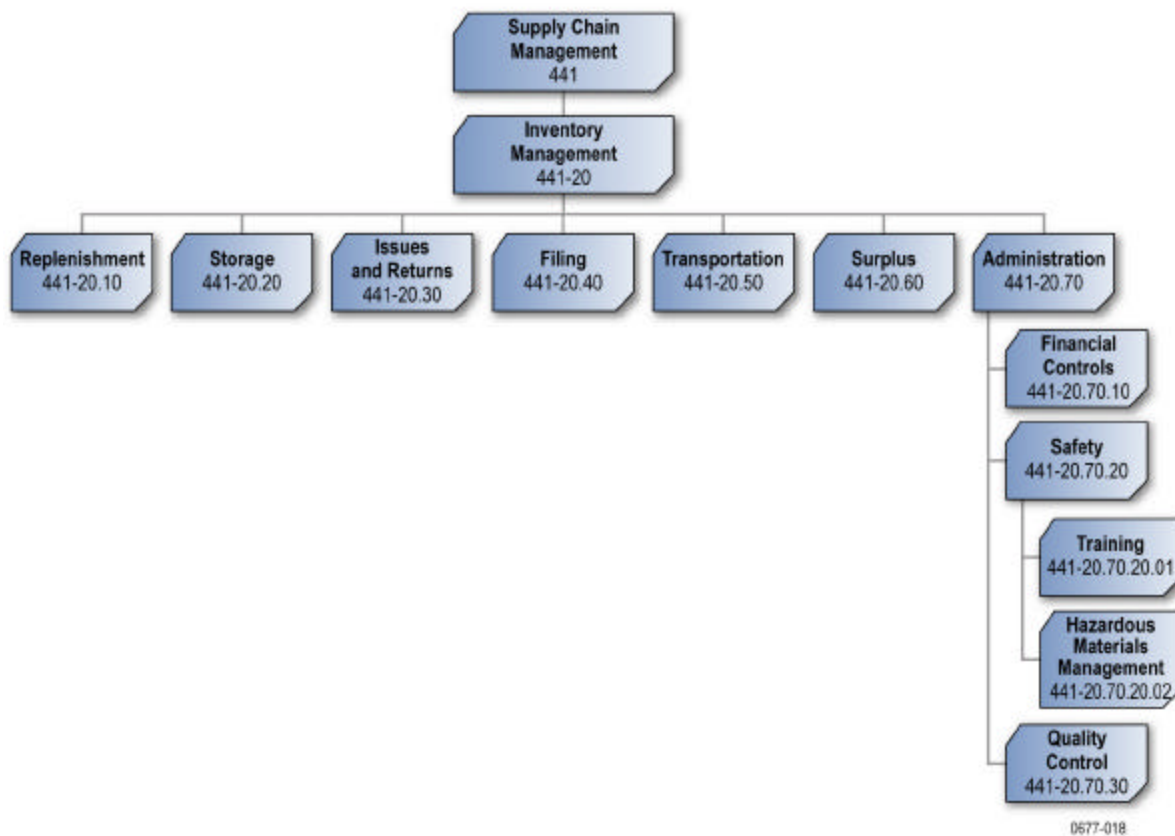 Supply Chain
Management
441
Inventory
Management
441-20
Replenishment
441-20.10
Storage
441-20.20
Issues
and Returns
441-20.30
Filing
441-20.40
Transportation
441-20.50
Surplus
441-20.60
Administration
441-20.70
Financial
Controls
441-20.70.10
Safety
441-20.70.20
Training
441-20.70.20.01
Hazardous
Materials
Management
441-20.70.20.02
Quality
Control
441-20.70.30
0677-018